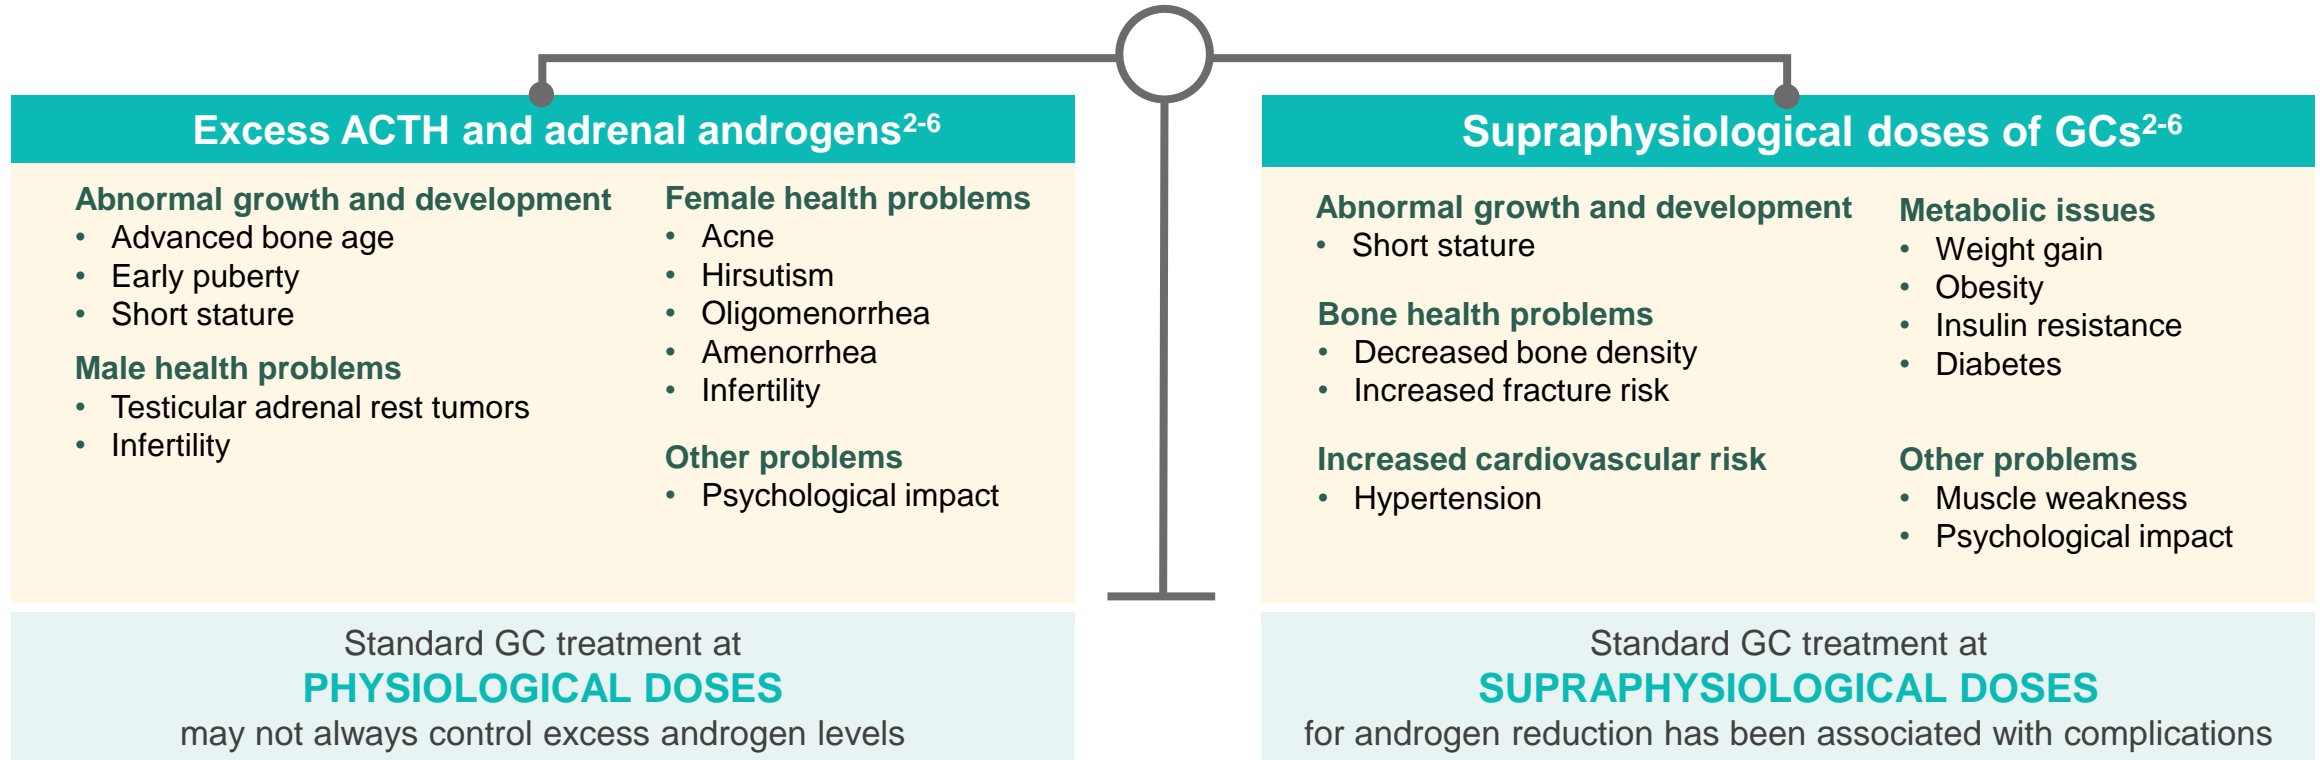 Excess ACTH and adrenal androgens2-6
Abnormal growth and development
• Advanced bone age
• Early puberty
• Short stature
Male health problems
• Testicular adrenal rest tumors
• Infertility
Female health problems
• Acne
• Hirsutism
• Oligomenorrhea
• Amenorrhea
• Infertility
Other problems
• Psychological impact
Standard GC treatment at
PHYSIOLOGICAL DOSES
may not always control excess androgen levels
Supraphysiological doses of GCs2-6
Abnormal growth and development
• Short stature
Bone health problems
• Decreased bone density
• Increased fracture risk
Increased cardiovascular risk
• Hypertension
Metabolic issues
• Weight gain
• Obesity
• Insulin resistance
• Diabetes
Other problems
• Muscle weakness
• Psychological impact
Standard GC treatment at
SUPRAPHYSIOLOGICAL DOSES
for androgen reduction has been associated with complications